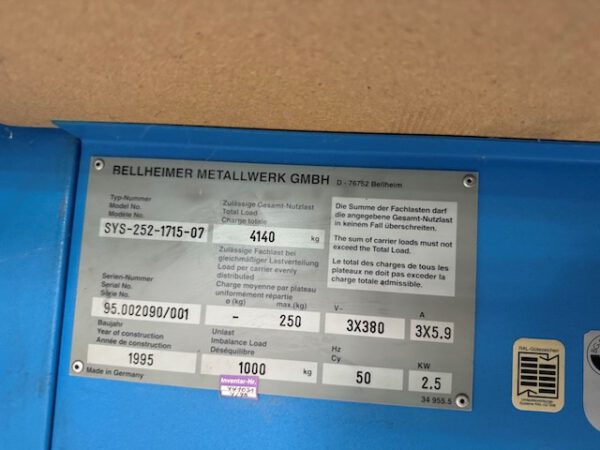 BELLHEIMER METALLWERK GMBH D - 76752 Bellheim
Typ-Nummer
Model No.
Modèle No.
SYS-252-1715-07
Zulässige Gesamt-Nutzlast
Total Load
Charge totale
4140 kg
Die Summe der Fachlasten darf
die angegebene Gesamt-Nutzlast
in keinem Fall überschreiten.
The sum of carrier loads must not
exceed the Total Load.
Le total des charges de tous les
plateaux ne doit pas exceder la
charge totale admissible.
Zulässige Fachlast bei
gleichmäßiger Lastverteilung
Load per carrier evenly
distributed
Charge moyenne par plateau
uniformément répartie
ø (kg) max. (kg)
- 250
Serien-Nummer
Serial No.
Série No.
95.002090/001
V~
3X380
A
3X5.9
Baujahr
Year of construction
Année de construction
1995
Unlast
Imbalance Load
Déséquilibre
1000 kg
Hz
Cy
50
KW
2.5
Made in Germany
Inventar-Nr.
34 955.5
RAL-Gütezeichen